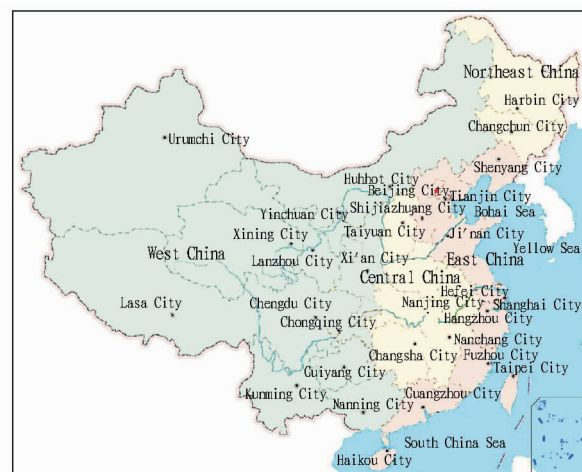 Northeast China
Harbin City
Changchun City
Urumchi City
Shenyang City
Huhhot City
Beijing City
Tianjin City
Yinchuan City
Shijiazhuang City
Bohai Sea
Xining City
Taiyuan City
Ji'nan City
Yellow Sea
West China
Lanzhou City
Xi'an City
East China
Central China
Hefei City
Lasa City
Chengdu City
Nanjing City
Shanghai City
Chongqing City
Hangzhou City
Nanchang City
Changsha City
Fuzhou City
Guiyang City
Taipei City
Kunming City
Guangzhou City
Nanning City
South China Sea
Haikou City